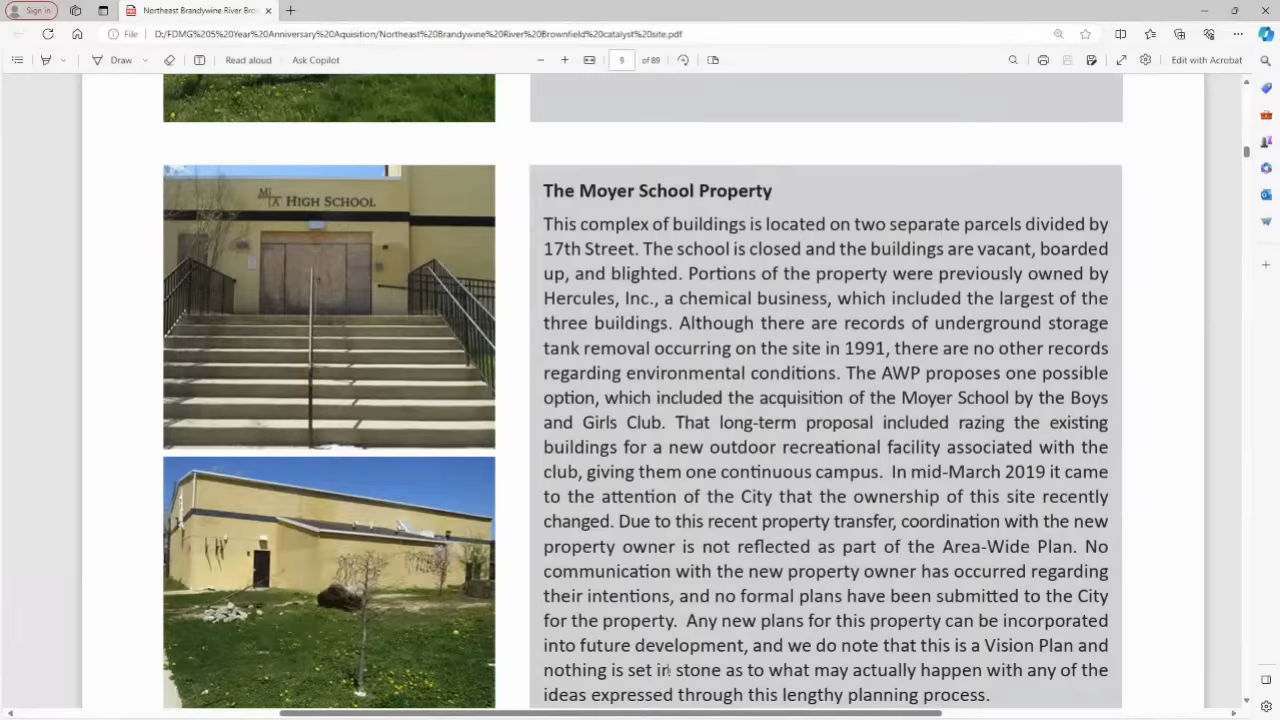 Sign in
Northeast Brandywine River Bro
File
D:/FDMG%205%20Year%20Anniversary%20Aquisition/Northeast%20Brandywine%20River%20Brownfield%20catalyst%20site.pdf
Draw
Read aloud
Ask Copilot
9
of 89
Edit with Acrobat
MJA HIGH SCHOOL
The Moyer School Property
This complex of buildings is located on two separate parcels divided by
17th Street. The school is closed and the buildings are vacant, boarded
up, and blighted. Portions of the property were previously owned by
Hercules, Inc., a chemical business, which included the largest of the
three buildings. Although there are records of underground storage
tank removal occurring on the site in 1991, there are no other records
regarding environmental conditions. The AWP proposes one possible
option, which included the acquisition of the Moyer School by the Boys
and Girls Club. That long-term proposal included razing the existing
buildings for a new outdoor recreational facility associated with the
club, giving them one continuous campus. In mid-March 2019 it came
to the attention of the City that the ownership of this site recently
changed. Due to this recent property transfer, coordination with the new
property owner is not reflected as part of the Area-Wide Plan. No
communication with the new property owner has occurred regarding
their intentions, and no formal plans have been submitted to the City
for the property. Any new plans for this property can be incorporated
into future development, and we do note that this is a Vision Plan and
nothing is set in stone as to what may actually happen with any of the
ideas expressed through this lengthy planning process.